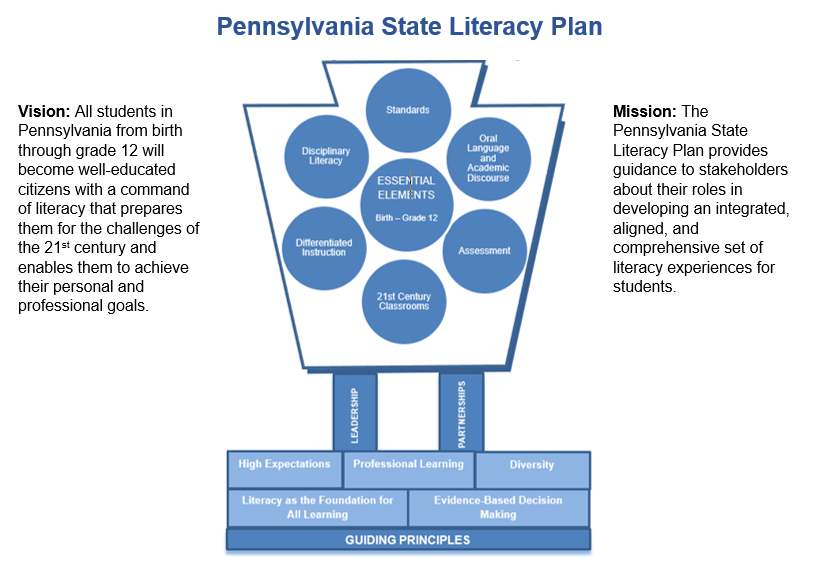 Pennsylvania State Literacy Plan
Vision: All students in
Pennsylvania from birth
through grade 12 will
become well-educated
citizens with a command
of literacy that prepares
them for the challenges of
the 21st century and
enables them to achieve
their personal and
professional goals.
Standards
Disciplinary
Literacy
Oral
Language
and
Academic
Discourse
ESSENTIAL
ELEMENTS
Birth – Grade 12
Differentiated
Instruction
Assessment
21st Century
Classrooms
Mission: The
Pennsylvania State
Literacy Plan provides
guidance to stakeholders
about their roles in
developing an integrated,
aligned, and
comprehensive set of
literacy experiences for
students.
LEADERSHIP
PARTNERSHIPS
High Expectations
Professional Learning
Diversity
Literacy as the Foundation for
All Learning
Evidence-Based Decision
Making
GUIDING PRINCIPLES